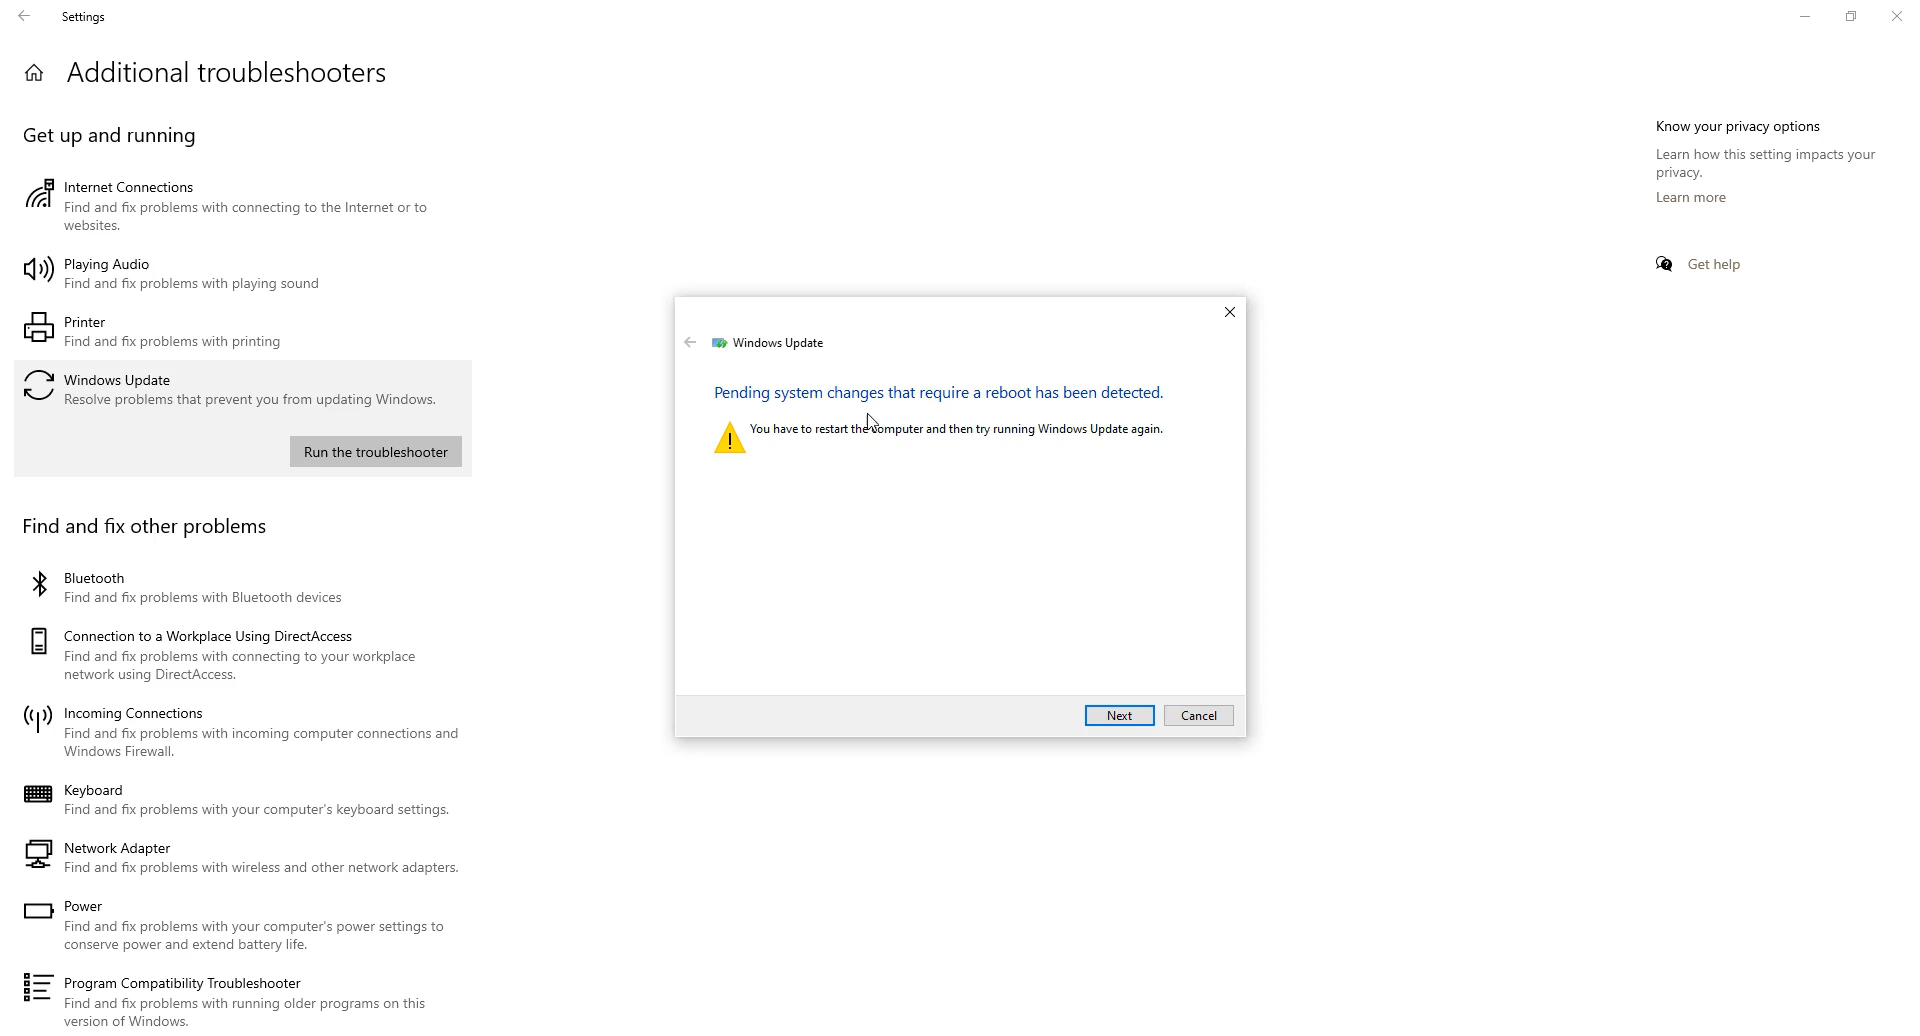 Settings
Additional troubleshooters
Get up and running
Internet Connections
Find and fix problems with connecting to the Internet or to
websites.
Playing Audio
Find and fix problems with playing sound
Printer
Find and fix problems with printing
Windows Update
Resolve problems that prevent you from updating Windows.
Run the troubleshooter
Find and fix other problems
Bluetooth
Find and fix problems with Bluetooth devices
Connection to a Workplace Using DirectAccess
Find and fix problems with connecting to your workplace
network using DirectAccess.
Incoming Connections
Find and fix problems with incoming computer connections and
Windows Firewall.
Keyboard
Find and fix problems with your computer's keyboard settings.
Network Adapter
Find and fix problems with wireless and other network adapters.
Power
Find and fix problems with your computer's power settings to
conserve power and extend battery life.
Program Compatibility Troubleshooter
Find and fix problems with running older programs on this
version of Windows.
Windows Update
Pending system changes that require a reboot has been detected.
You have to restart the computer and then try running Windows Update again.
Next
Cancel
Know your privacy options
Learn how this setting impacts your
privacy.
Learn more
Get help